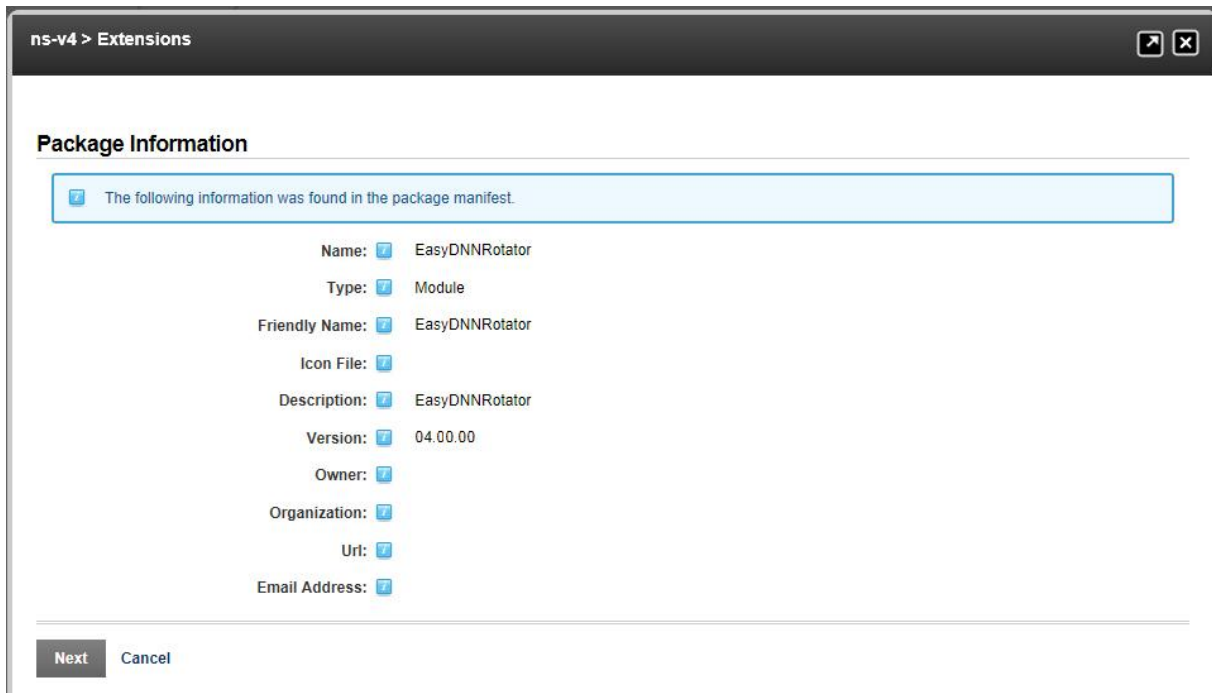 ns-v4 > Extensions
Package Information
The following information was found in the package manifest.
Name: EasyDNNRotator
Type: Module
Friendly Name: EasyDNNRotator
Icon File:
Description: EasyDNNRotator
Version: 04.00.00
Owner:
Organization:
Url:
Email Address:
Next Cancel